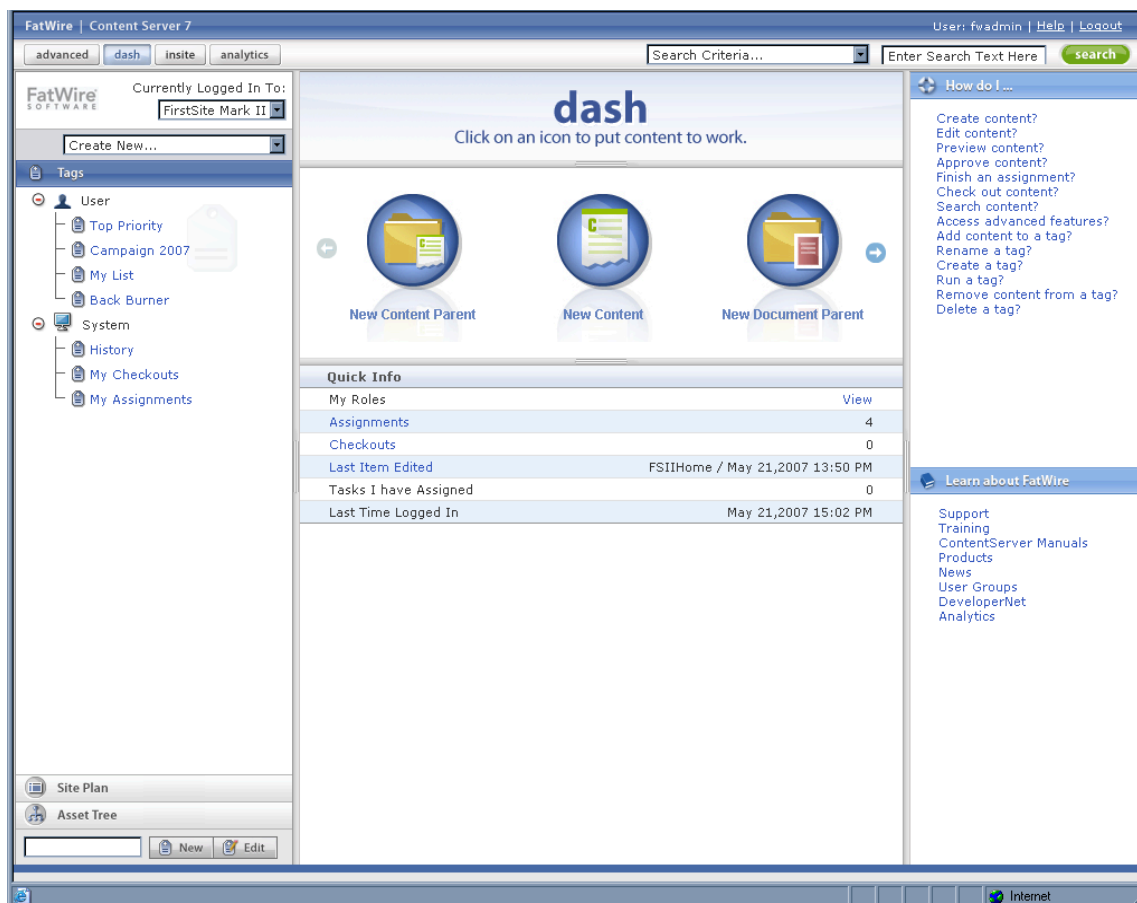 FatWire | Content Server 7
User: fwadmin | Help | Logout
advanced
dash
insite
analytics
Search Criteria...
Enter Search Text Here
search
FatWire
SOFTWARE
Currently Logged In To:
FirstSite Mark II
Create New...
Tags
User
Top Priority
Campaign 2007
My List
Back Burner
System
History
My Checkouts
My Assignments
Site Plan
Asset Tree
New
Edit
dash
Click on an icon to put content to work.
New Content Parent
New Content
New Document Parent
Quick Info
My Roles View
Assignments 4
Checkouts 0
Last Item Edited FSIIHome / May 21,2007 13:50 PM
Tasks I have Assigned 0
Last Time Logged In May 21,2007 15:02 PM
How do I ...
Create content?
Edit content?
Preview content?
Approve content?
Finish an assignment?
Check out content?
Search content?
Access advanced features?
Add content to a tag?
Rename a tag?
Create a tag?
Run a tag?
Remove content from a tag?
Delete a tag?
Learn about FatWire
Support
Training
ContentServer Manuals
Products
News
User Groups
DeveloperNet
Analytics
Internet